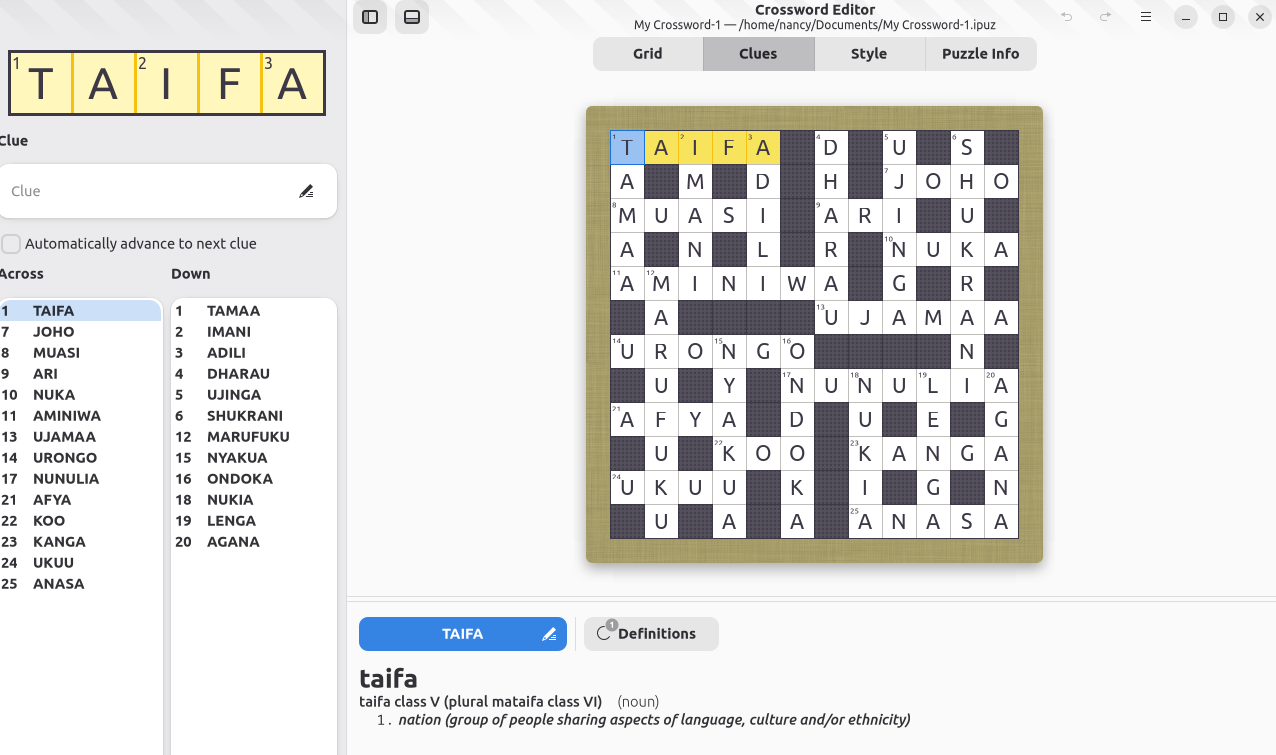 Crossword Editor
My Crossword-1 — /home/nancy/Documents/My Crossword-1.ipuz
Grid Clues Style Puzzle Info
1 T A 2 I F 3 A
Clue
Clue
Automatically advance to next clue
Across
1 TAIFA
7 JOHO
8 MUASI
9 ARI
10 NUKA
11 AMINIWA
13 UJAMAA
14 URONGO
17 NUNULIA
21 AFYA
22 KOO
23 KANGA
24 UKUU
25 ANASA
Down
1 TAMAA
2 IMANI
3 ADILI
4 DHARAU
5 UJINGA
6 SHUKRANI
12 MARUFUKU
15 NYAKUA
16 ONDOKA
18 NUKIA
19 LENGA
20 AGANA
1 T A 2 I F 3 A 4 D 5 U 6 S
A M D H 7 J O H O
8 M U A S I 9 A R I U
A N L R 10 N U K A
11 A 12 M I N I W A G R
A 13 U J A M A A
14 U R O 15 N G 16 O N
U Y 17 N U 18 N U 19 L I 20 A
21 A F Y A D U E G
U 22 K O O 23 K A N G A
24 U K U U K I G N
U A A 25 A N A S A
TAIFA 1 Definitions
taifa
taifa class V (plural mataifa class VI) (noun)
1. nation (group of people sharing aspects of language, culture and/or ethnicity)